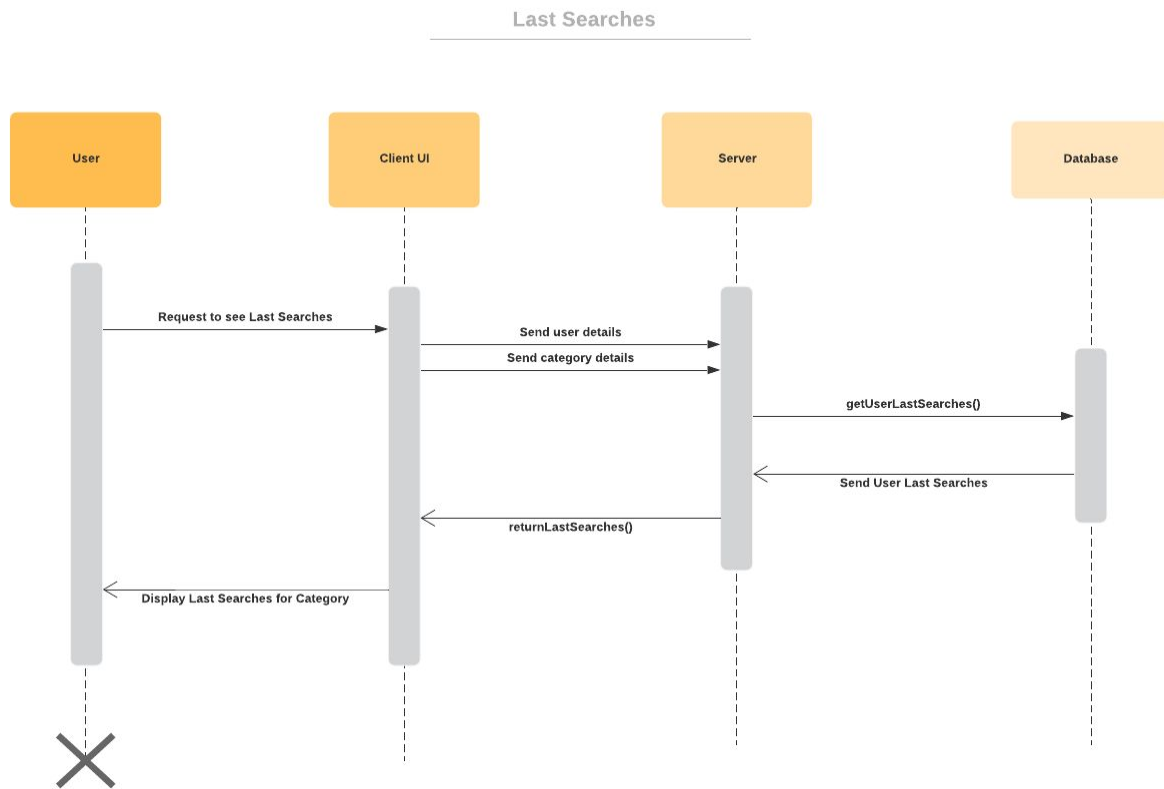 Last Searches
User
Client UI
Server
Database
Request to see Last Searches
Send user details
Send category details
getUserLastSearches()
Send User Last Searches
returnLastSearches()
Display Last Searches for Category